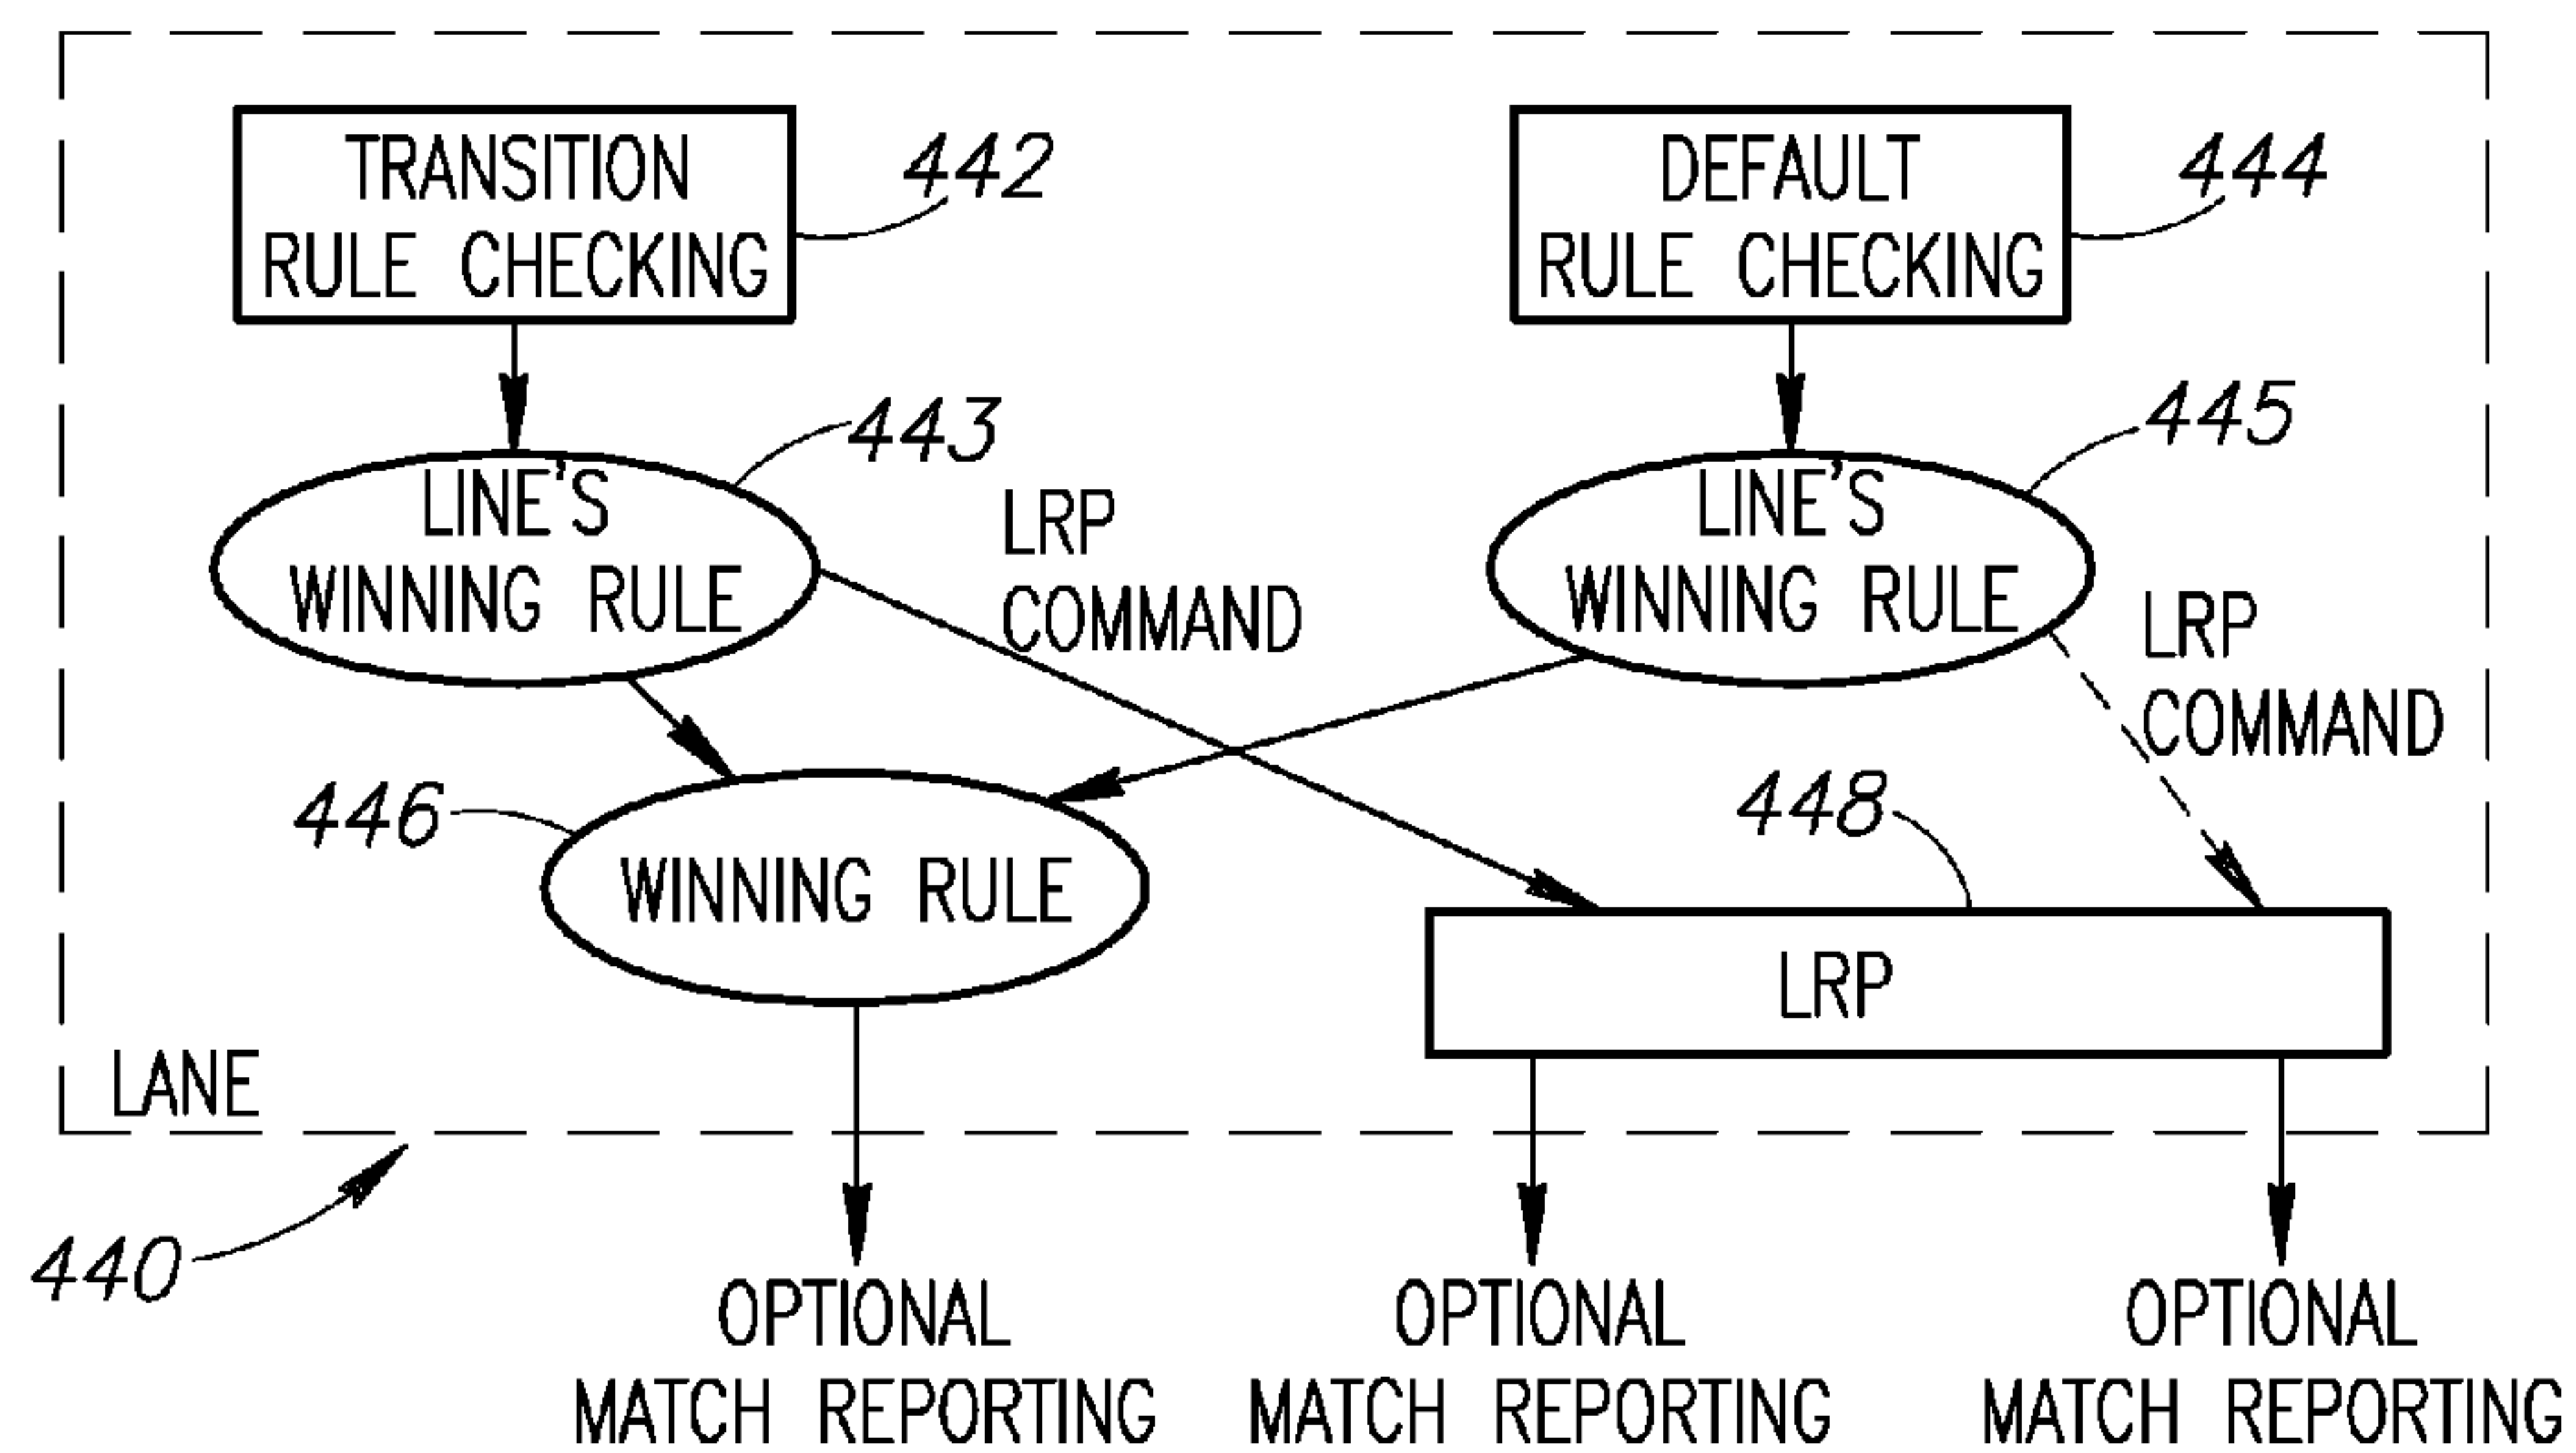 TRANSITION
RULE CHECKING
442
DEFAULT
RULE CHECKING
444
LINE'S
WINNING RULE
443
LRP
COMMAND
LINE'S
WINNING RULE
445
LRP
COMMAND
446
WINNING RULE
448
LRP
LANE
440
OPTIONAL
MATCH REPORTING
OPTIONAL
MATCH REPORTING
OPTIONAL
MATCH REPORTING